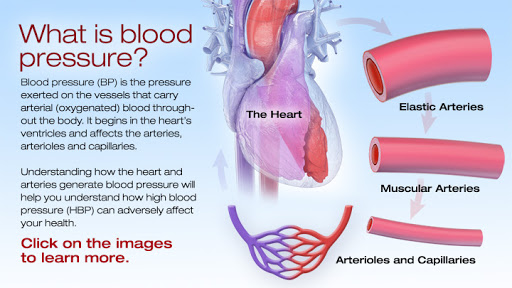 What is blood
pressure?
Blood pressure (BP) is the pressure
exerted on the vessels that carry
arterial (oxygenated) blood through-
out the body. It begins in the heart's
ventricles and affects the arteries,
arterioles and capillaries.
Understanding how the heart and
arteries generate blood pressure will
help you understand how high blood
pressure (HBP) can adversely affect
your health.
Click on the images
to learn more.
The Heart
Elastic Arteries
Muscular Arteries
Arterioles and Capillaries